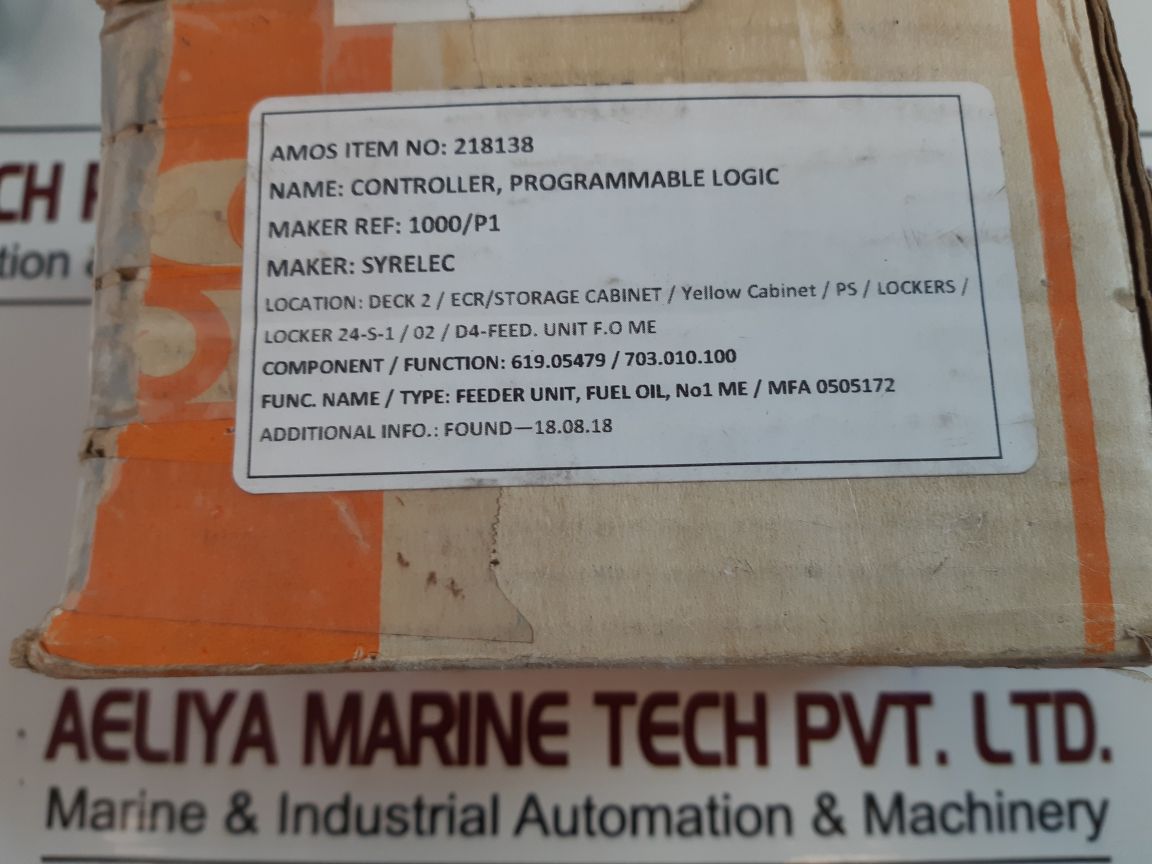 AMOS ITEM NO: 218138
NAME: CONTROLLER, PROGRAMMABLE LOGIC
MAKER REF: 1000/P1
MAKER: SYRELEC
LOCATION: DECK 2 / ECR/STORAGE CABINET / Yellow Cabinet / PS / LOCKERS /
LOCKER 24-S-1 / 02 / D4-FEED. UNIT F.O ME
COMPONENT / FUNCTION: 619.05479 / 703.010.100
FUNC. NAME / TYPE: FEEDER UNIT, FUEL OIL, No1 ME / MFA 0505172
ADDITIONAL INFO.: FOUND—18.08.18
CH P
tion &
AELIYA MARINE TECH PVT. LTD.
Marine & Industrial Automation & Machinery